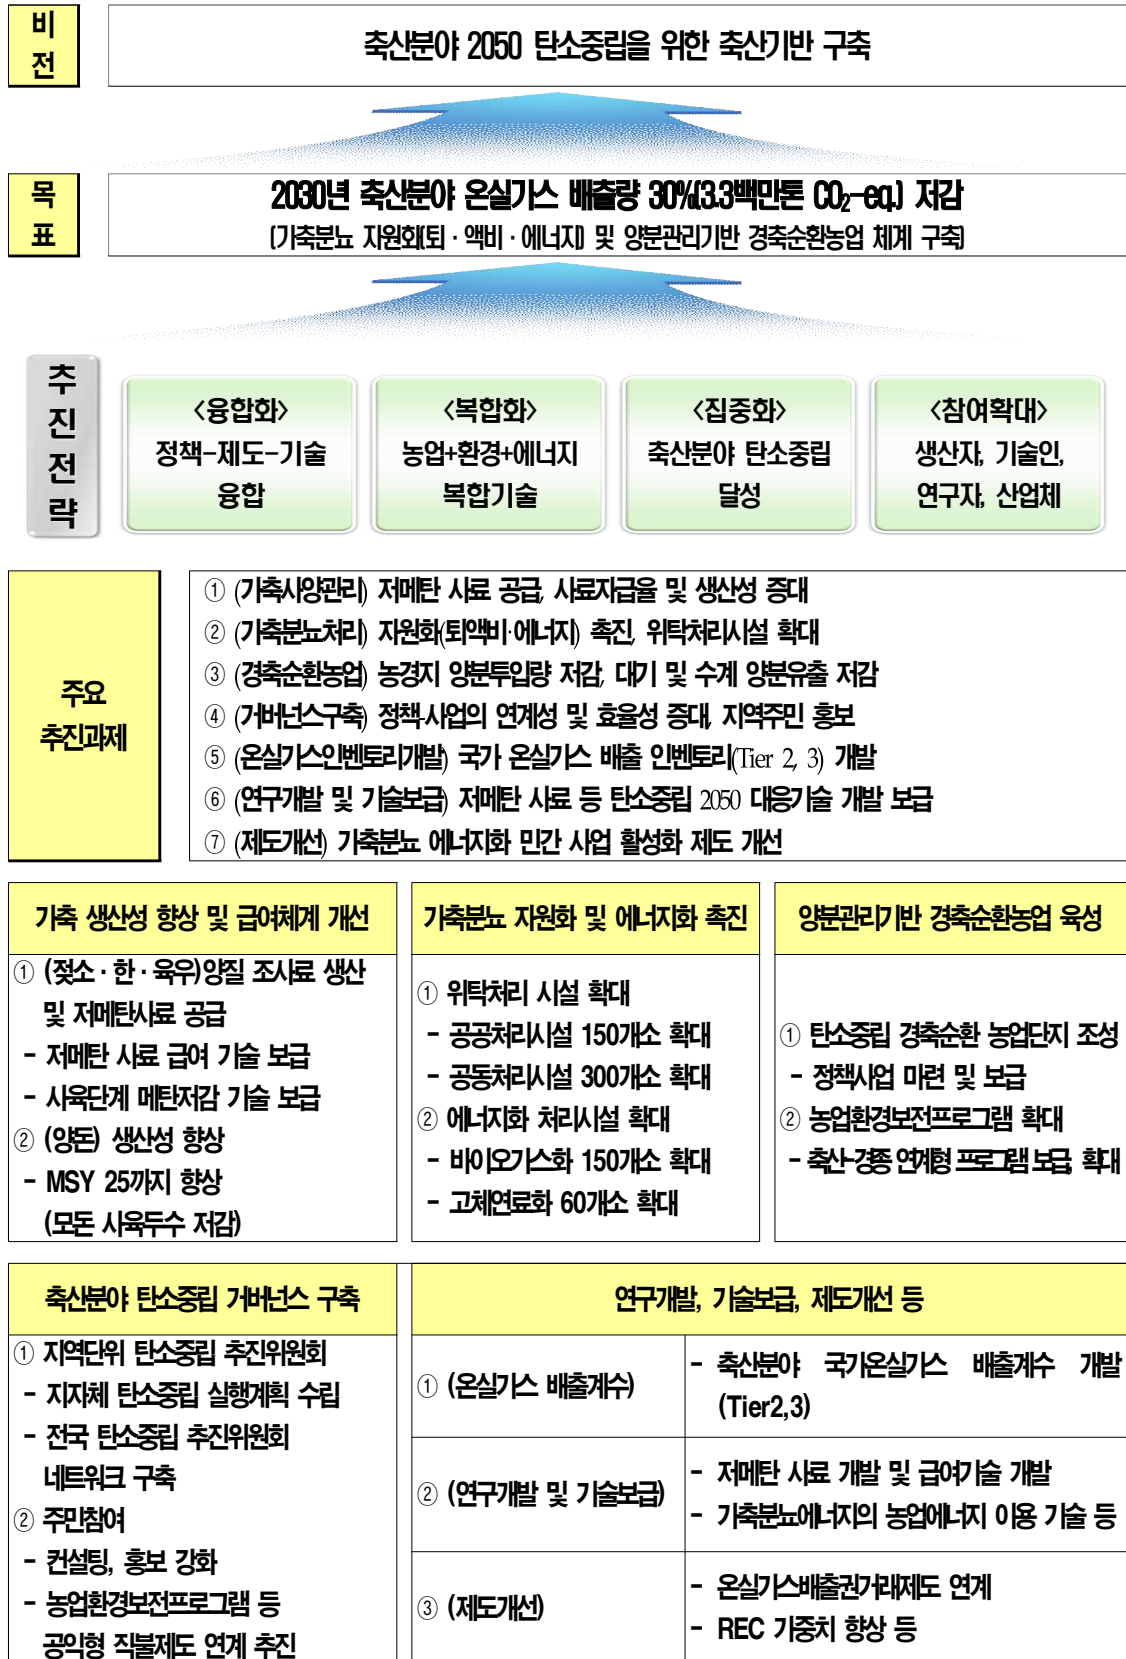 비
전
축산분야 2050 탄소중립을 위한 축산기반 구축
목
표
2030년 축산분야 온실가스 배출량 30%(3.3백만톤 CO₂-eq.) 저감
(가축분뇨 자원화(퇴·액비·에너지) 및 양분관리기반 경축순환농업 체계 구축)
추
진
전
략
<융합화>
정책-제도-기술
융합
<복합화>
농업+환경+에너지
복합기술
<집중화>
축산분야 탄소중립
달성
<참여확대>
생산자, 기술인,
연구자, 산업체
주요
추진과제
① (가축사양관리) 저메탄 사료 공급, 사료자급율 및 생산성 증대
② (가축분뇨처리) 자원화(퇴액비·에너지) 촉진, 위탁처리시설 확대
③ (경축순환농업) 농경지 양분투입량 저감, 대기 및 수계 양분유출 저감
④ (거버넌스구축) 정책-사업의 연계성 및 효율성 증대, 지역주민 홍보
⑤ (온실가스인벤토리개발) 국가 온실가스 배출 인벤토리(Tier 2, 3) 개발
⑥ (연구개발 및 기술보급) 저메탄 사료 등 탄소중립 2050 대응기술 개발 보급
⑦ (제도개선) 가축분뇨 에너지화 민간 사업 활성화 제도 개선
가축 생산성 향상 및 급여체계 개선
① (젖소·한·육우)양질 조사료 생산
및 저메탄사료 공급
- 저메탄 사료 급여 기술 보급
- 사육단계 메탄저감 기술 보급
② (양돈) 생산성 향상
- MSY 25까지 향상
(모돈 사육두수 저감)
가축분뇨 자원화 및 에너지화 촉진
① 위탁처리 시설 확대
- 공공처리시설 150개소 확대
- 공동처리시설 300개소 확대
② 에너지화 처리시설 확대
- 바이오가스화 150개소 확대
- 고체연료화 60개소 확대
양분관리기반 경축순환농업 육성
① 탄소중립 경축순환 농업단지 조성
- 정책사업 마련 및 보급
② 농업환경보전프로그램 확대
- 축산-경종 연계형 프로그램 보급, 확대
축산분야 탄소중립 거버넌스 구축
① 지역단위 탄소중립 추진위원회
- 지자체 탄소중립 실행계획 수립
- 전국 탄소중립 추진위원회
네트워크 구축
② 주민참여
- 컨설팅, 홍보 강화
- 농업환경보전프로그램 등
공익형 직불제도 연계 추진
연구개발, 기술보급, 제도개선 등
① (온실가스 배출계수)
- 축산분야 국가온실가스 배출계수 개발
(Tier2,3)
② (연구개발 및 기술보급)
- 저메탄 사료 개발 및 급여기술 개발
- 가축분뇨에너지의 농업에너지 이용 기술 등
③ (제도개선)
- 온실가스배출권거래제도 연계
- REC 가중치 향상 등